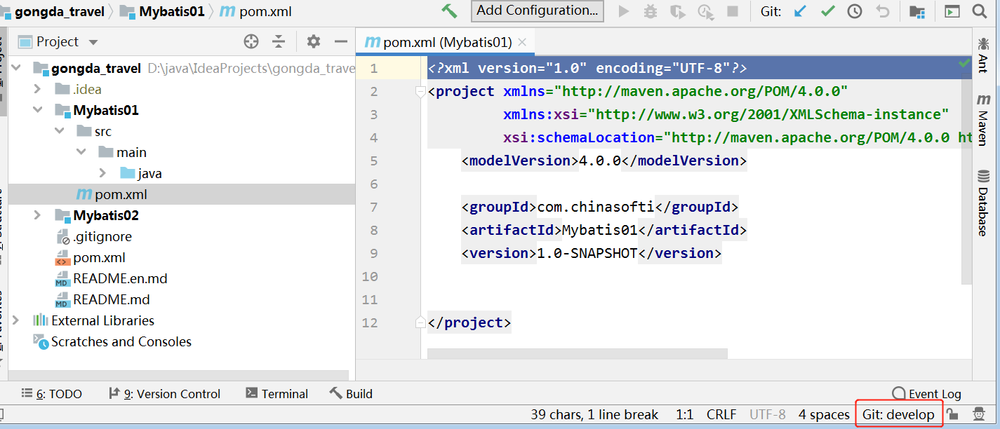 gongda_travel Mybatis01 pom.xml Add Configuration... Git:
Project pom.xml (Mybatis01)
gongda_travel D:\java\IdeaProjects\gongda_trave
.idea
Mybatis01
src
main
java
pom.xml
Mybatis02
.gitignore
pom.xml
README.en.md
README.md
External Libraries
Scratches and Consoles
1 <?xml version="1.0" encoding="UTF-8"?>
2 <project xmlns="http://maven.apache.org/POM/4.0.0"
3 xmlns:xsi="http://www.w3.org/2001/XMLSchema-instance"
4 xsi:schemaLocation="http://maven.apache.org/POM/4.0.0 ht
5 <modelVersion>4.0.0</modelVersion>
6
7 <groupId>com.chinasofti</groupId>
8 <artifactId>Mybatis01</artifactId>
9 <version>1.0-SNAPSHOT</version>
10
11
12 </project>
Ant
Maven
Database
6: TODO 9: Version Control Terminal Build Event Log
39 chars, 1 line break 1:1 CRLF UTF-8 4 spaces Git: develop